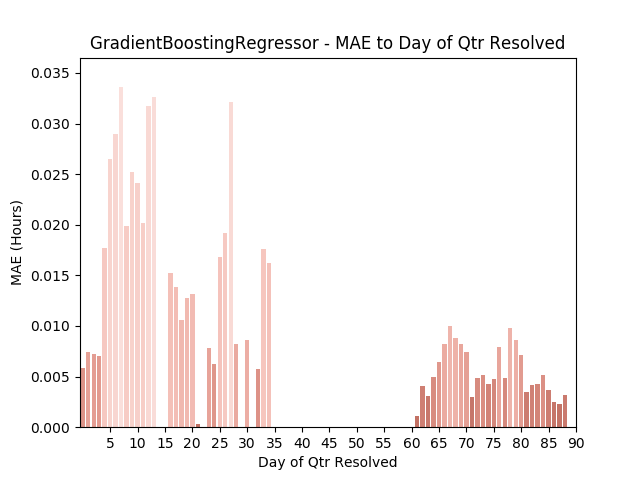 GradientBoostingRegressor - MAE to Day of Qtr Resolved
0.035
0.030
0.025
0.020
0.015
0.010
0.005
0.000
MAE (Hours)
5 10 15 20 25 30 35 40 45 50 55 60 65 70 75 80 85 90
Day of Qtr Resolved